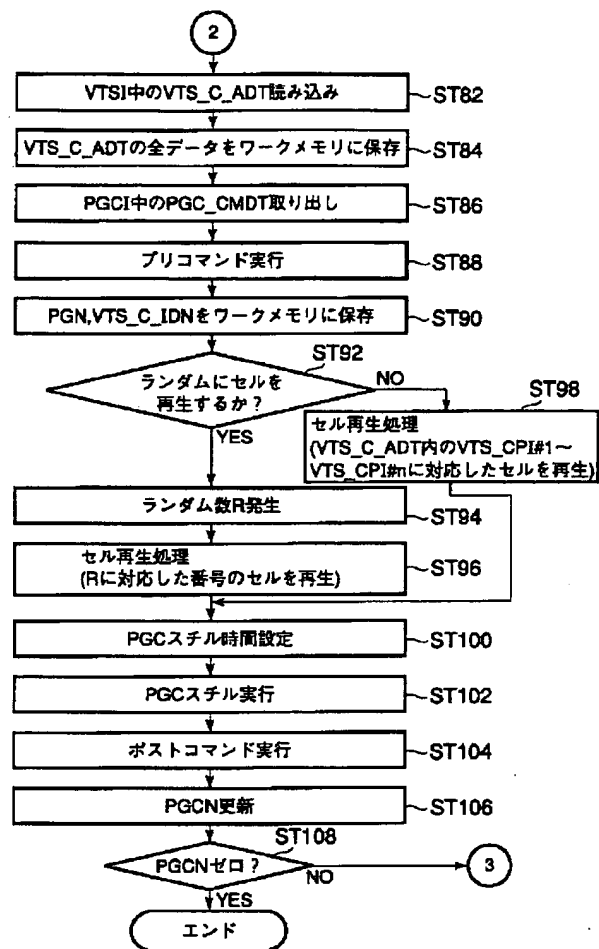 2
VTSI中のVTS_C_ADT読み込み
ST82
VTS_C_ADTの全データをワークメモリに保存
ST84
PGCI中のPGC_CMDT取り出し
ST86
プリコマンド実行
ST88
PGN,VTS_C_IDNをワークメモリに保存
ST90
ST92
ランダムにセルを
再生するか？
NO
YES
ST98
セル再生処理
(VTS_C_ADT内のVTS_CPI#1～
VTS_CPI#nに対応したセルを再生)
ランダム数R発生
ST94
セル再生処理
(Rに対応した番号のセルを再生)
ST96
PGCスチル時間設定
ST100
PGCスチル実行
ST102
ポストコマンド実行
ST104
PGCN更新
ST106
ST108
PGCNゼロ？
NO
3
YES
エンド